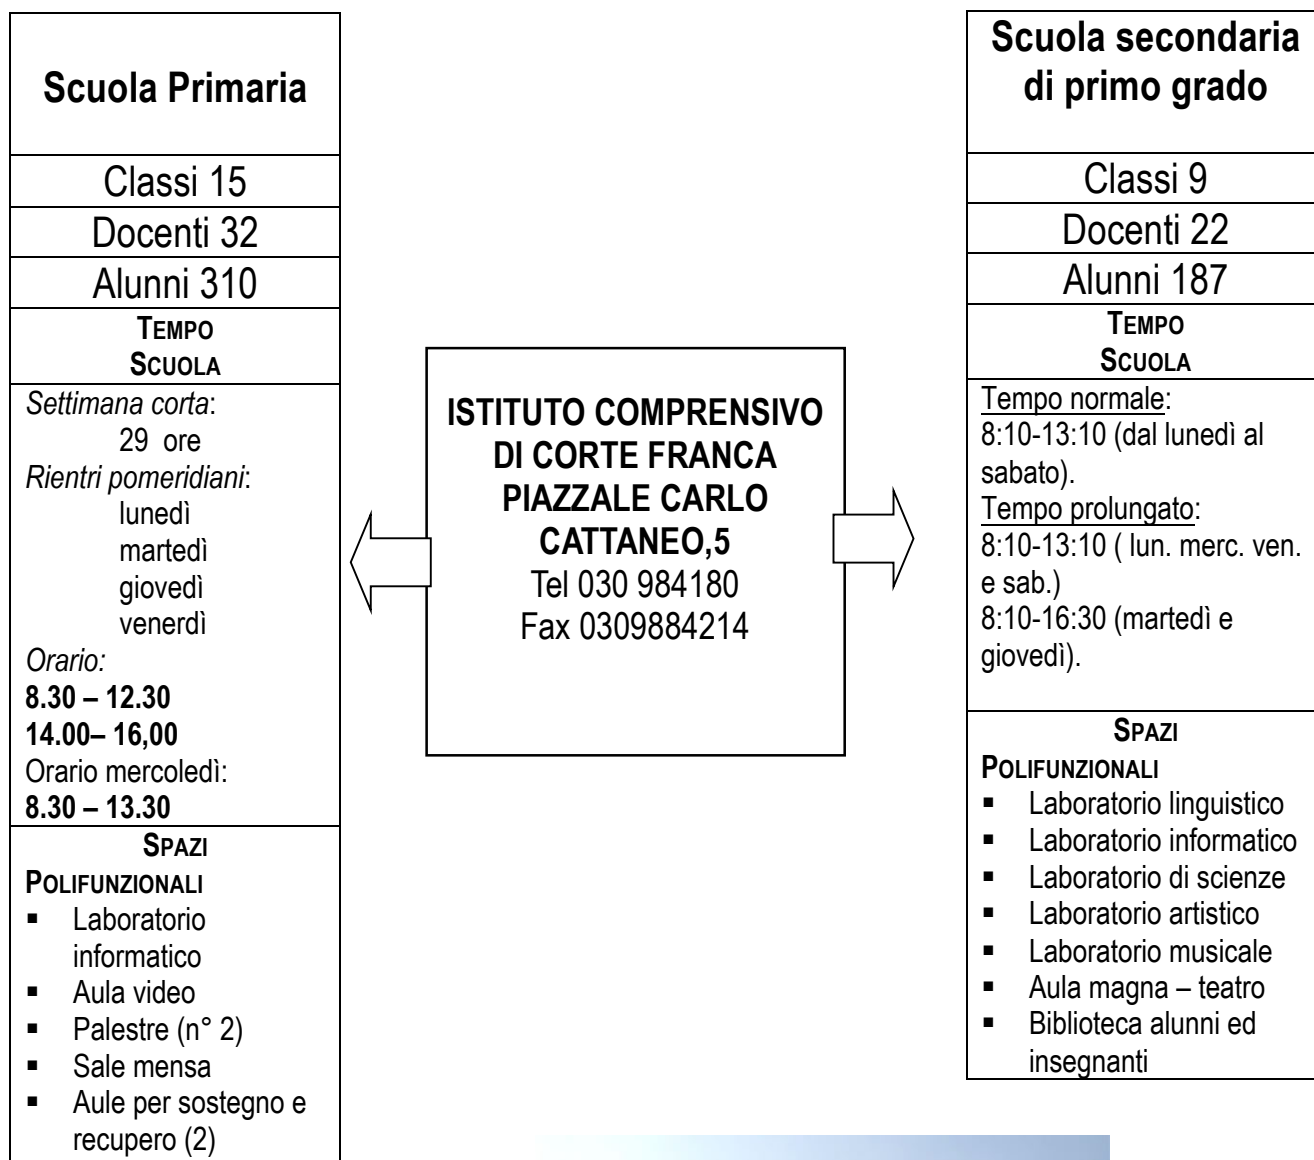 Scuola Primaria
Classi 15
Docenti 32
Alunni 310
TEMPO
SCUOLA
Settimana corta:
29 ore
Rientri pomeridiani:
lunedì
martedì
giovedì
venerdì
Orario:
8.30 – 12.30
14.00– 16,00
Orario mercoledì:
8.30 – 13.30
SPAZI
POLIFUNZIONALI
▪ Laboratorio
informatico
▪ Aula video
▪ Palestre (n° 2)
▪ Sale mensa
▪ Aule per sostegno e
recupero (2)
ISTITUTO COMPRENSIVO
DI CORTE FRANCA
PIAZZALE CARLO
CATTANEO,5
Tel 030 984180
Fax 0309884214
Scuola secondaria
di primo grado
Classi 9
Docenti 22
Alunni 187
TEMPO
SCUOLA
Tempo normale:
8:10-13:10 (dal lunedì al
sabato).
Tempo prolungato:
8:10-13:10 ( lun. merc. ven.
e sab.)
8:10-16:30 (martedì e
giovedì).
SPAZI
POLIFUNZIONALI
▪ Laboratorio linguistico
▪ Laboratorio informatico
▪ Laboratorio di scienze
▪ Laboratorio artistico
▪ Laboratorio musicale
▪ Aula magna – teatro
▪ Biblioteca alunni ed
insegnanti